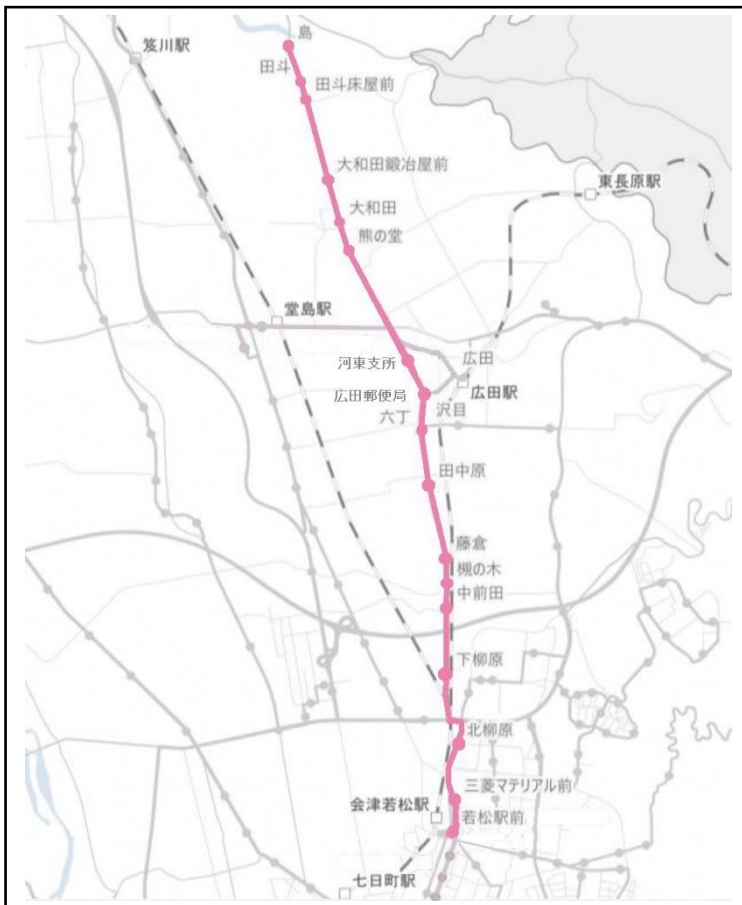 島
笈川駅
田斗
田斗床屋前
大和田鍛冶屋前
東長原駅
大和田
熊の堂
堂島駅
広田
河東支所
広田駅
広田郵便局
沢目
六丁
田中原
藤倉
槻の木
中前田
下柳原
北柳原
三菱マテリアル前
会津若松駅
若松駅前
七日町駅